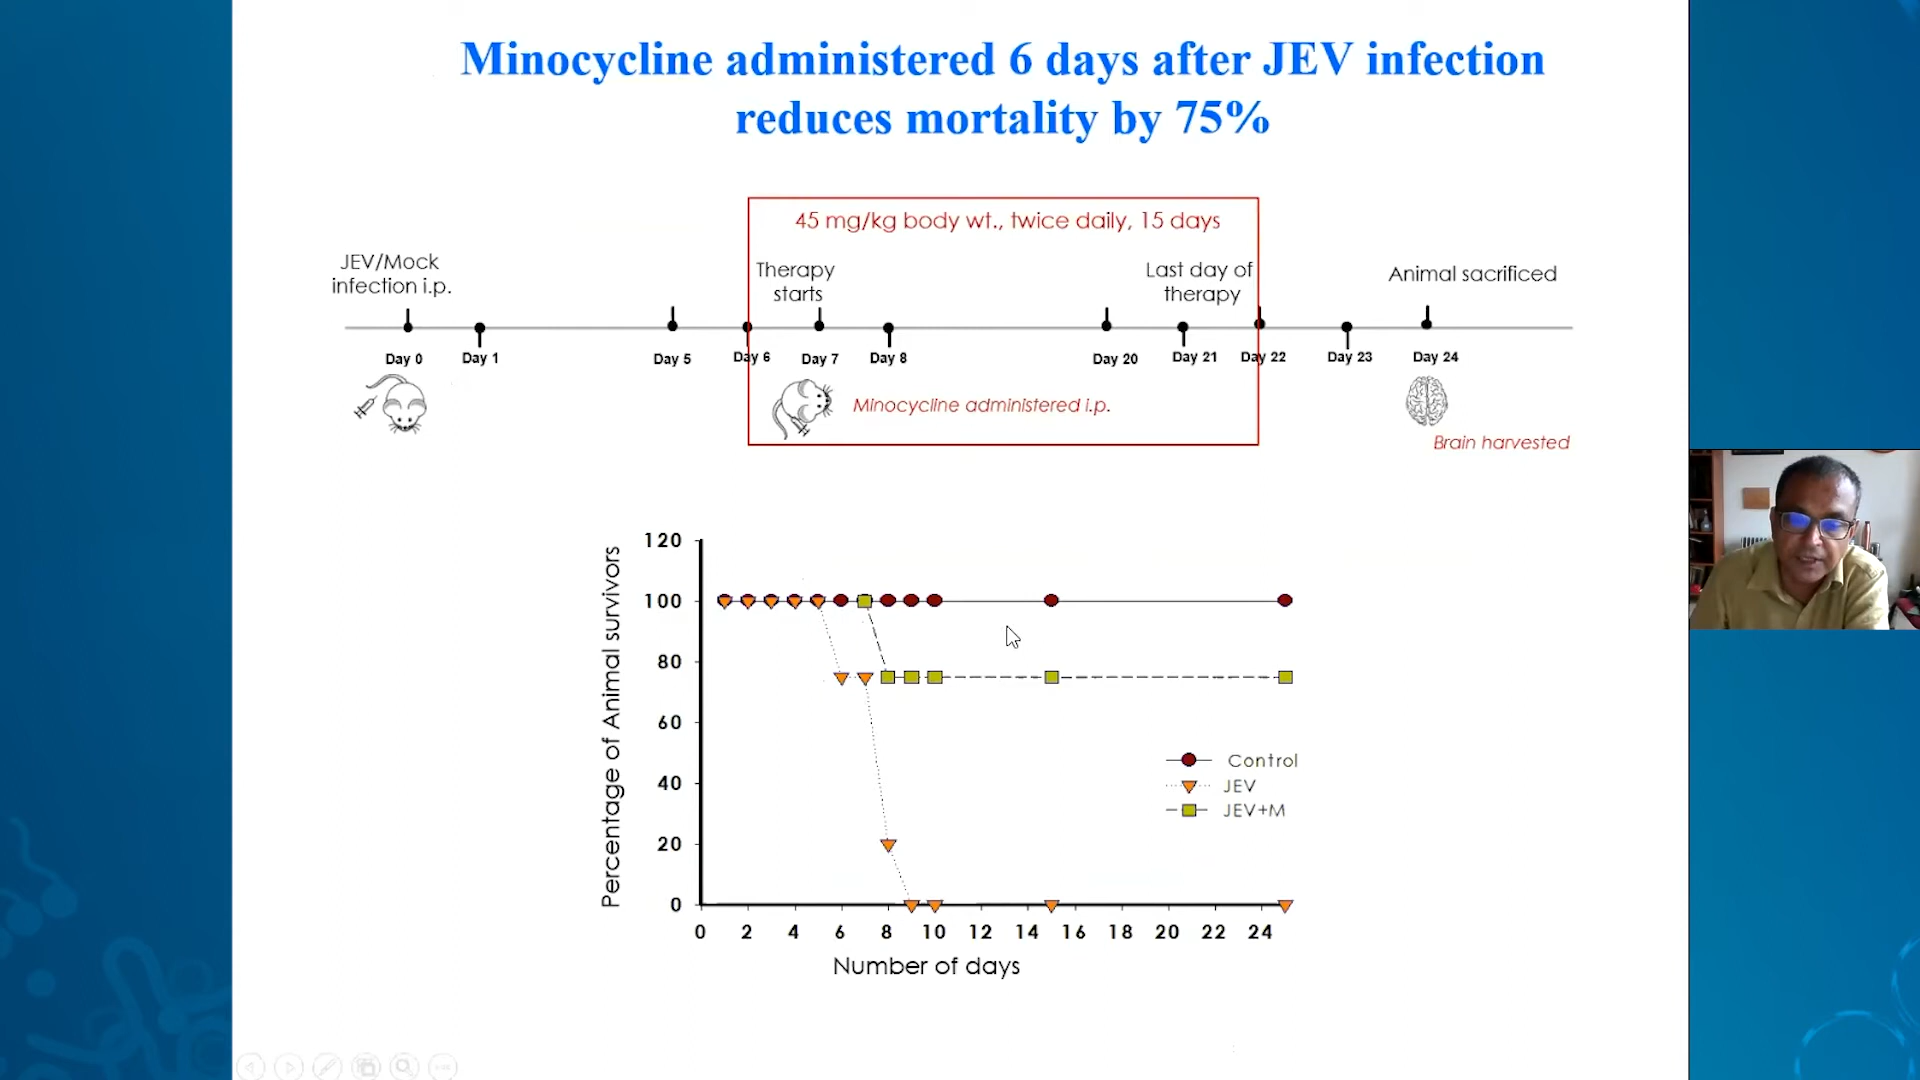 Minocycline administered 6 days after JEV infection
reduces mortality by 75%
45 mg/kg body wt., twice daily, 15 days
JEV/Mock
infection i.p.
Therapy
starts
Last day of
therapy
Animal sacrificed
Day 0
Day 1
Day 5
Day 6
Day 7
Day 8
Day 20
Day 21
Day 22
Day 23
Day 24
Minocycline administered i.p.
Brain harvested
Percentage of Animal survivors
120
100
80
60
40
20
0
Control
JEV
JEV+M
0 2 4 6 8 10 12 14 16 18 20 22 24
Number of days